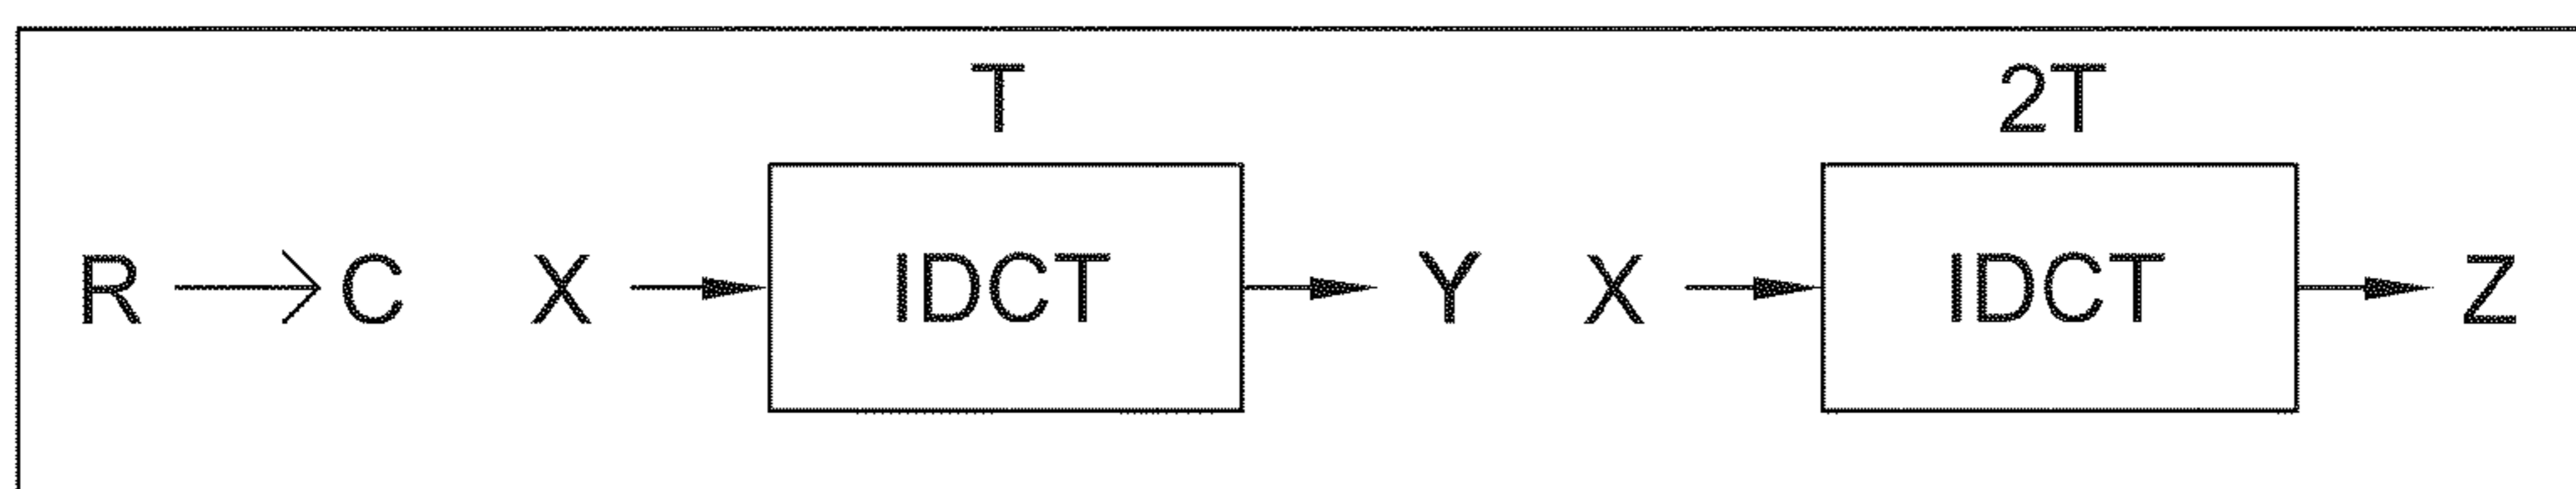 T 2T
R → C X → IDCT → Y X → IDCT → Z